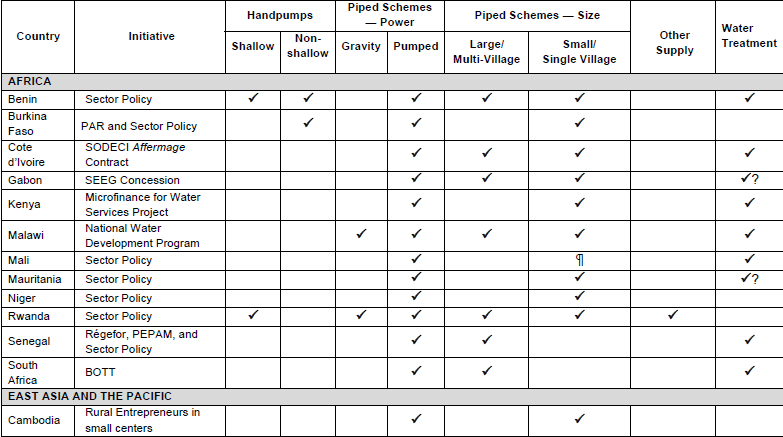 Country Initiative Handpumps Piped Schemes — Power Piped Schemes — Size Other Supply Water Treatment
Shallow Non-shallow Gravity Pumped Large/ Multi-Village Small/ Single Village
AFRICA
Benin Sector Policy ✓ ✓ ✓ ✓ ✓ ✓
Burkina Faso PAR and Sector Policy ✓ ✓ ✓
Cote d'Ivoire SODECI Affermage Contract ✓ ✓ ✓ ✓
Gabon SEEG Concession ✓ ✓ ✓ ✓?
Kenya Microfinance for Water Services Project ✓ ✓ ✓
Malawi National Water Development Program ✓ ✓ ✓ ✓ ✓
Mali Sector Policy ✓ ¶ ✓
Mauritania Sector Policy ✓ ✓ ✓?
Niger Sector Policy ✓ ✓
Rwanda Sector Policy ✓ ✓ ✓ ✓ ✓ ✓
Senegal Régefor, PEPAM, and Sector Policy ✓ ✓ ✓
South Africa BOTT ✓ ✓ ✓
EAST ASIA AND THE PACIFIC
Cambodia Rural Entrepreneurs in small centers ✓ ✓